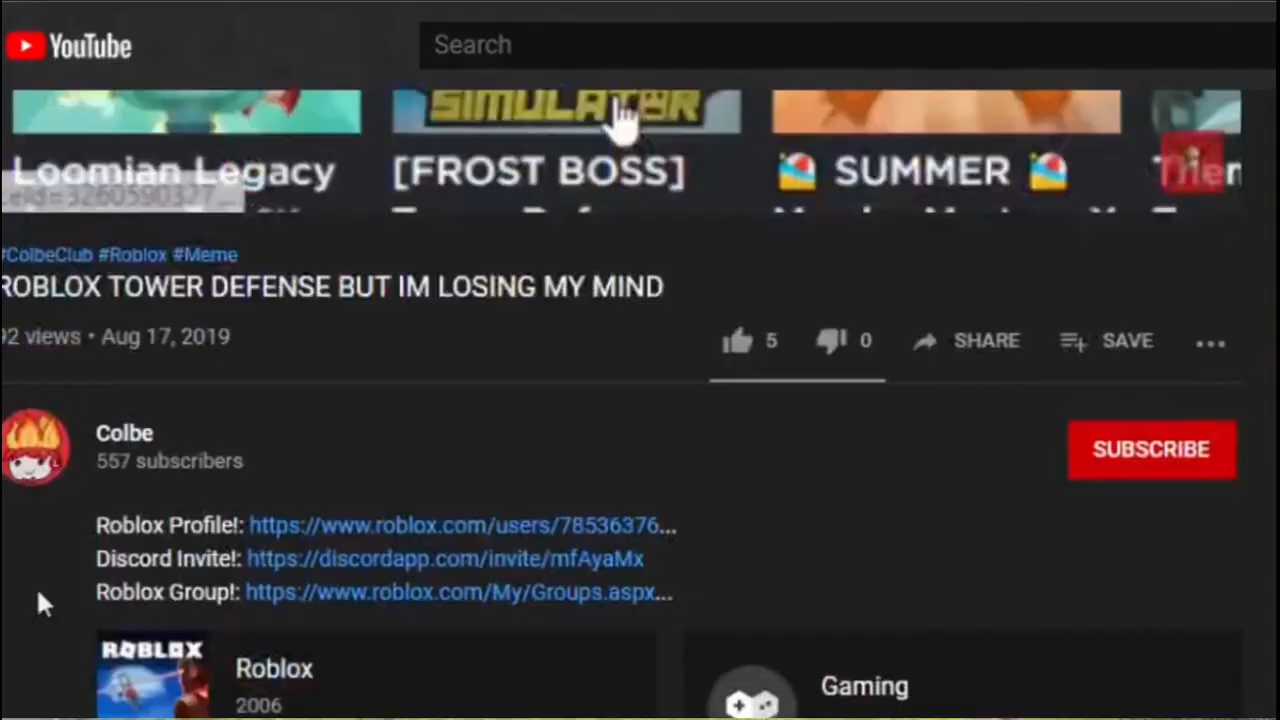 YouTube
Search
SIMULATOR
Loomian Legacy
[FROST BOSS]
SUMMER
#ColbeClub #Roblox #Meme
ROBLOX TOWER DEFENSE BUT IM LOSING MY MIND
92 views • Aug 17, 2019
5
0
SHARE
SAVE
Colbe
557 subscribers
SUBSCRIBE
Roblox Profile!: https://www.roblox.com/users/78536376...
Discord Invite!: https://discordapp.com/invite/mfAyaMx
Roblox Group!: https://www.roblox.com/My/Groups.aspx...
ROBLOX
Roblox
2006
Gaming